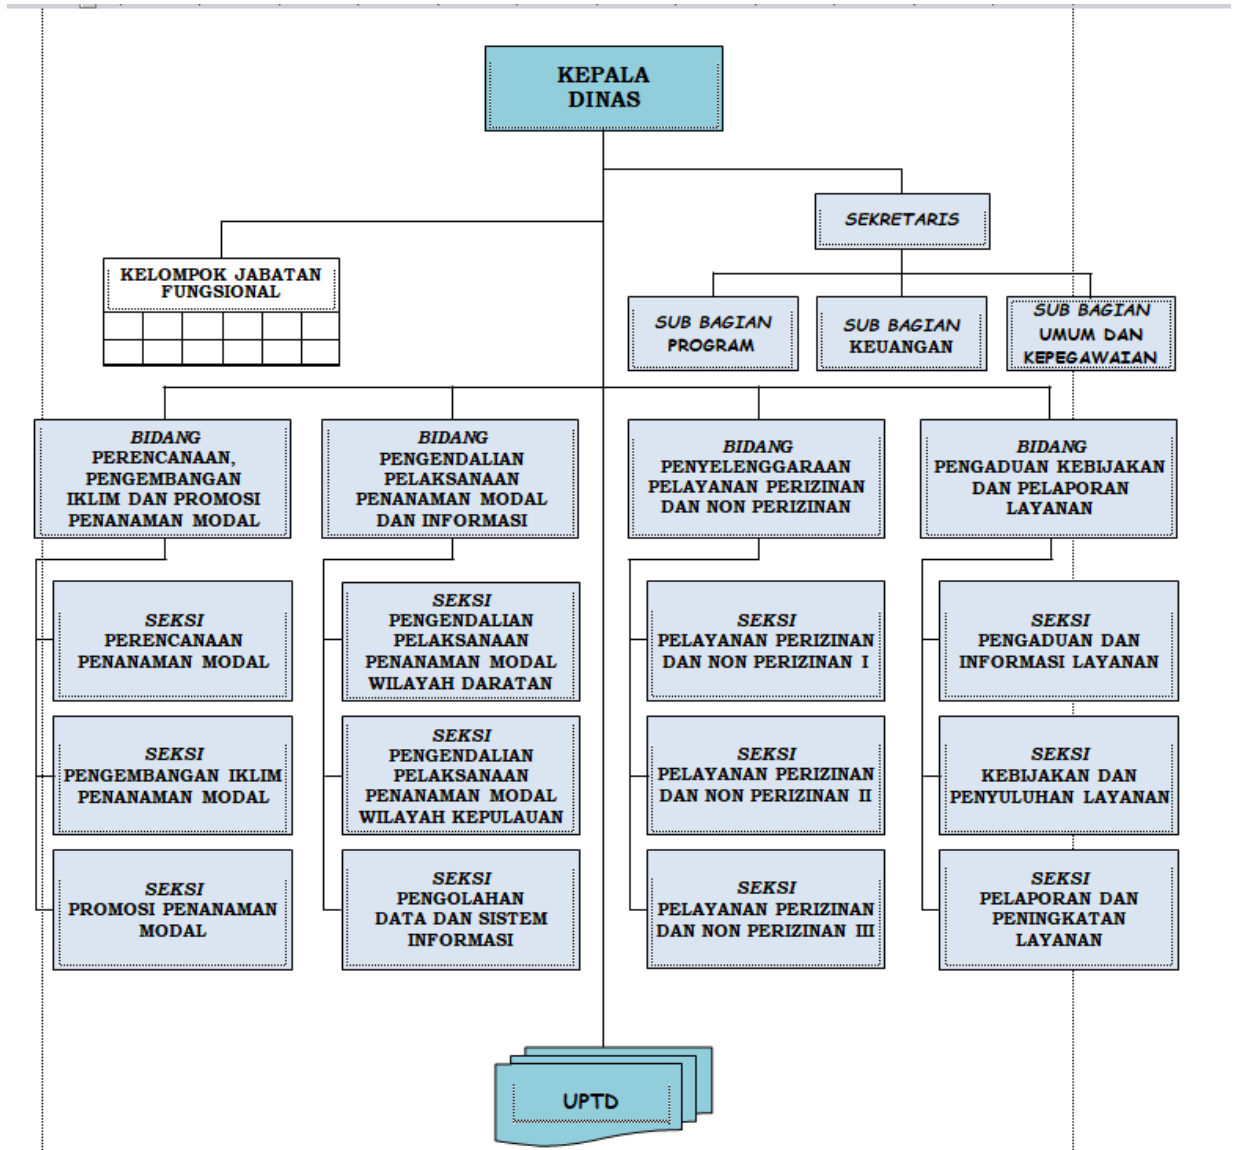 KEPALA
DINAS
SEKRETARIS
KELOMPOK JABATAN
FUNGSIONAL
SUB BAGIAN
PROGRAM
SUB BAGIAN
KEUANGAN
SUB BAGIAN
UMUM DAN
KEPEGAWAIAN
BIDANG
PERENCANAAN,
PENGEMBANGAN
IKLIM DAN PROMOSI
PENANAMAN MODAL
BIDANG
PENGENDALIAN
PELAKSANAAN
PENANAMAN MODAL
DAN INFORMASI
BIDANG
PENYELENGGARAAN
PELAYANAN PERIZINAN
DAN NON PERIZINAN
BIDANG
PENGADUAN KEBIJAKAN
DAN PELAPORAN
LAYANAN
SEKSI
PERENCANAAN
PENANAMAN MODAL
SEKSI
PENGENDALIAN
PELAKSANAAN
PENANAMAN MODAL
WILAYAH DARATAN
SEKSI
PELAYANAN PERIZINAN
DAN NON PERIZINAN I
SEKSI
PENGADUAN DAN
INFORMASI LAYANAN
SEKSI
PENGEMBANGAN IKLIM
PENANAMAN MODAL
SEKSI
PENGENDALIAN
PELAKSANAAN
PENANAMAN MODAL
WILAYAH KEPULAUAN
SEKSI
PELAYANAN PERIZINAN
DAN NON PERIZINAN II
SEKSI
KEBIJAKAN DAN
PENYULUHAN LAYANAN
SEKSI
PROMOSI PENANAMAN
MODAL
SEKSI
PENGOLAHAN
DATA DAN SISTEM
INFORMASI
SEKSI
PELAYANAN PERIZINAN
DAN NON PERIZINAN III
SEKSI
PELAPORAN DAN
PENINGKATAN
LAYANAN
UPTD